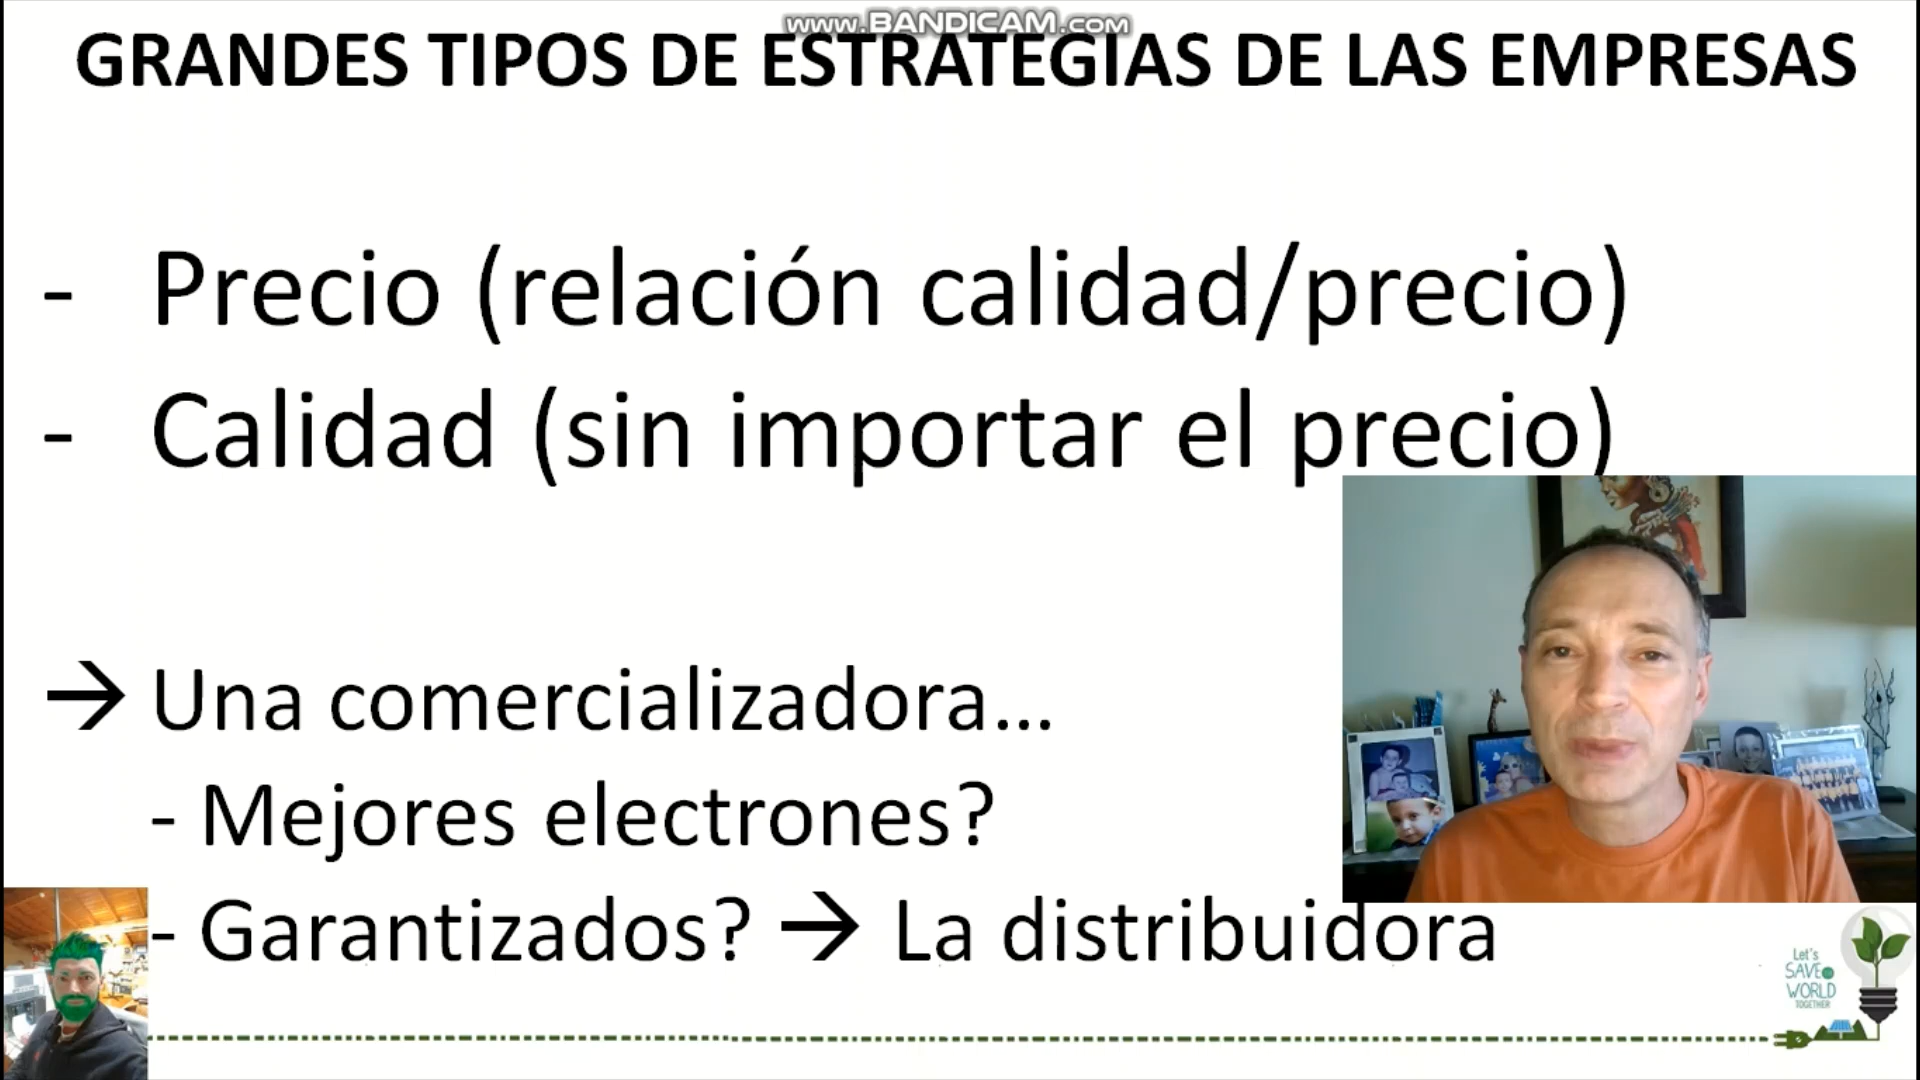 www.BANDICAM.com
GRANDES TIPOS DE ESTRATEGIAS DE LAS EMPRESAS
- Precio (relación calidad/precio)
- Calidad (sin importar el precio)
→ Una comercializadora...
- Mejores electrones?
- Garantizados? → La distribuidora
Let's
SAVE
WORLD
TOGETHER